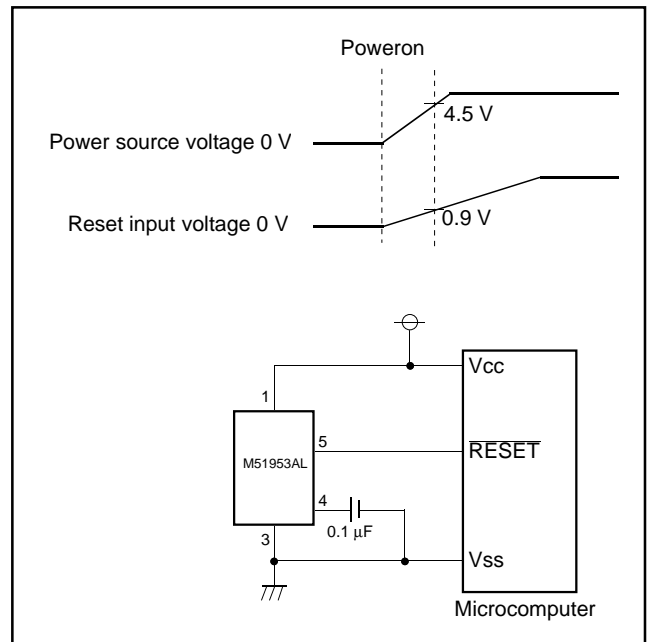 Poweron
4.5 V
Power source voltage 0 V
0.9 V
Reset input voltage 0 V
Vcc
1
5
RESET
M51953AL
4
0.1 μF
3
Vss
Microcomputer